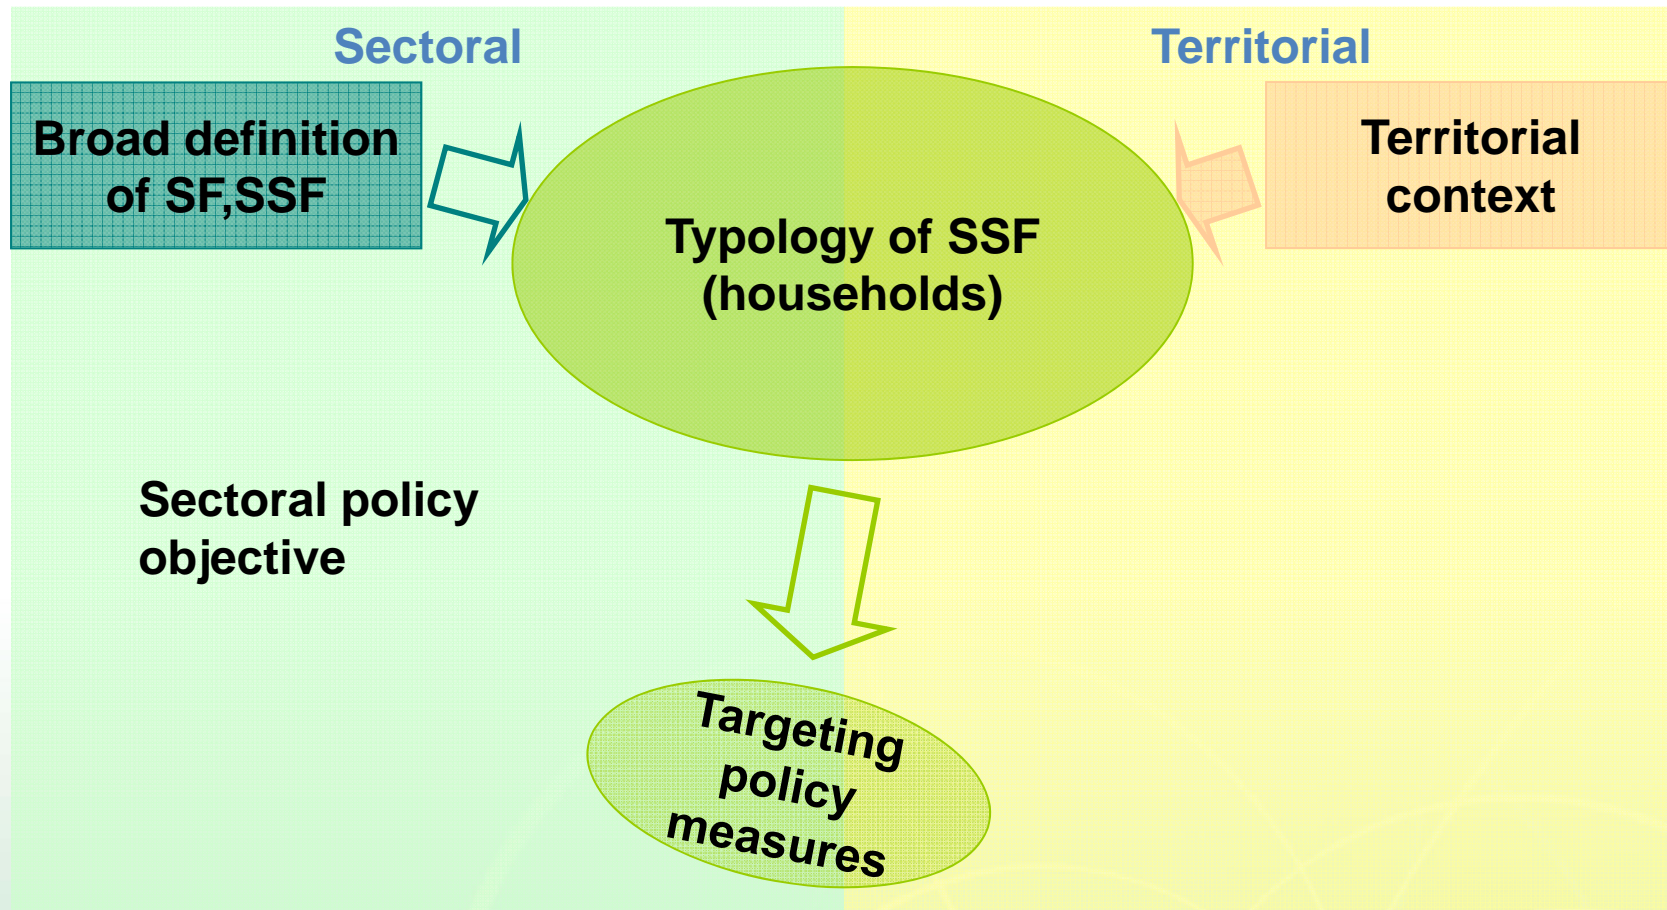 Sectoral
Territorial
Broad definition
of SF,SSF
Territorial
context
Typology of SSF
(households)
Sectoral policy
objective
Targeting
policy
measures